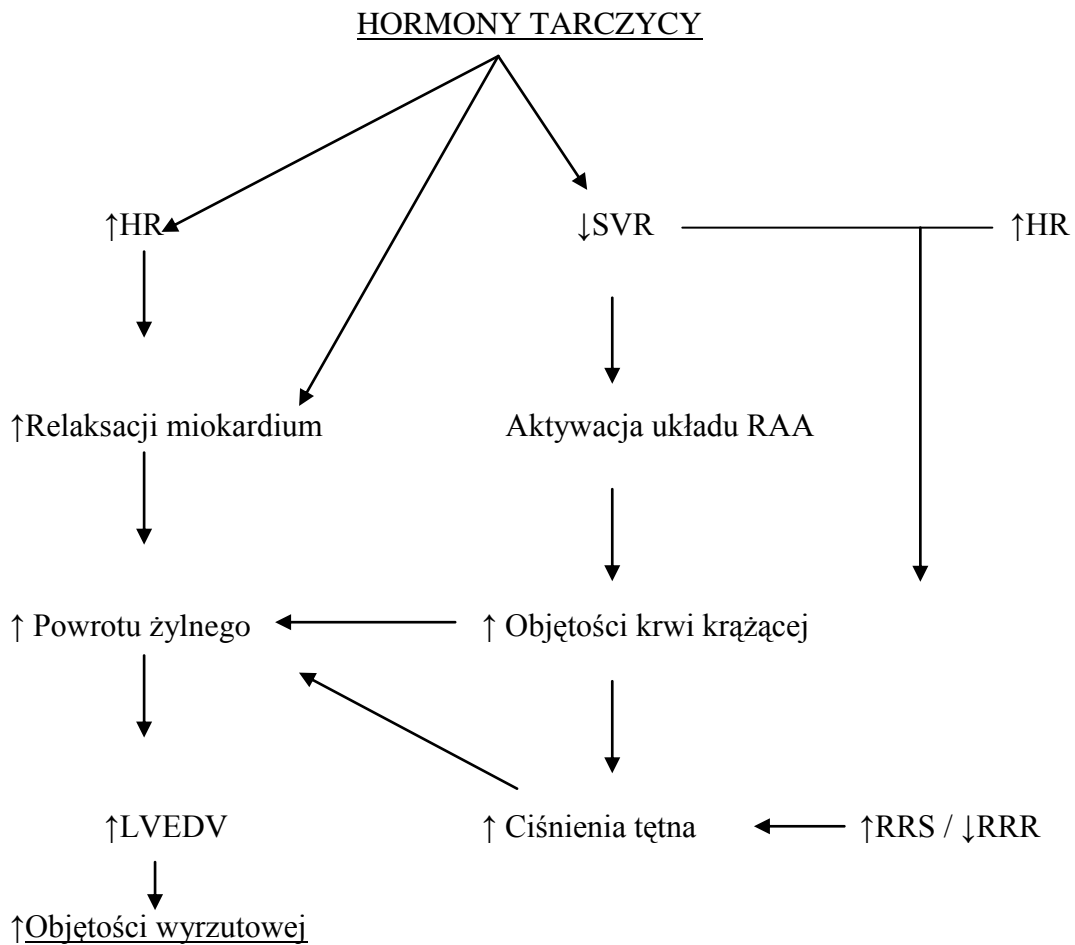 HORMONY TARCZYCY
↑HR ↓SVR ↑HR
↑Relaksacji miokardium Aktywacja układu RAA
↑ Powrotu żylnego ↑ Objętości krwi krążącej
↑LVEDV ↑ Ciśnienia tętna ↑RRS / ↓RRR
↑Objętości wyrzutowej